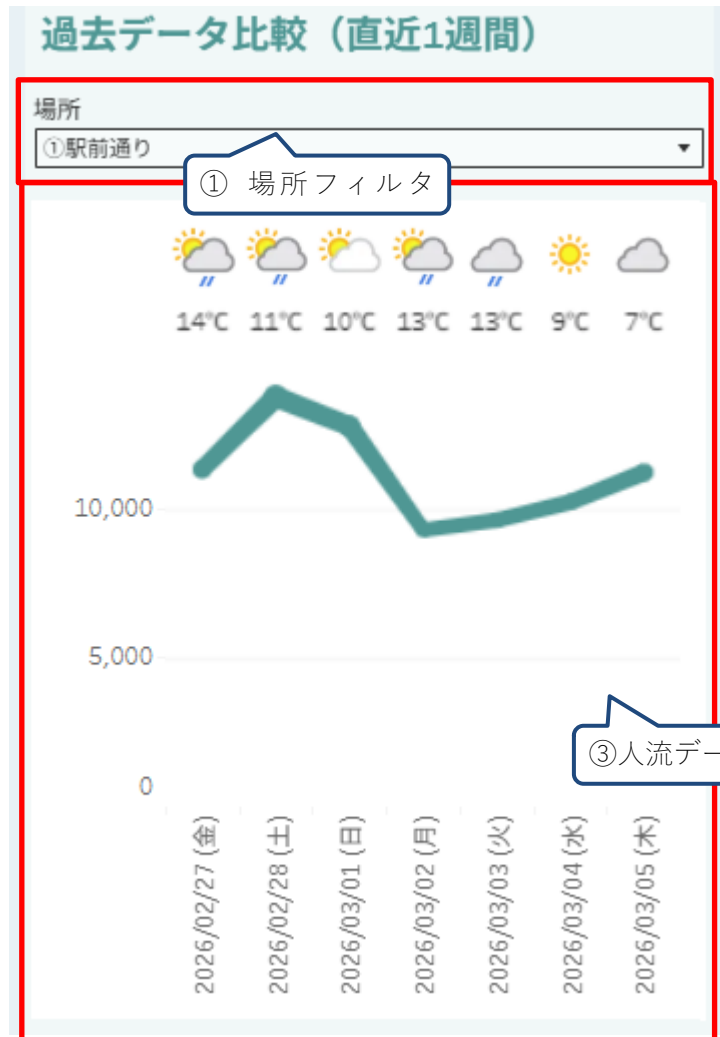 過去データ比較（直近1週間）
場所
①駅前通り
① 場所フィルタ
14℃ 11℃ 10℃ 13℃ 13℃ 9℃ 7℃
10,000
5,000
③人流デー
0
2026/02/27 (金)
2026/02/28 (土)
2026/03/01 (日)
2026/03/02 (月)
2026/03/03 (火)
2026/03/04 (水)
2026/03/05 (木)